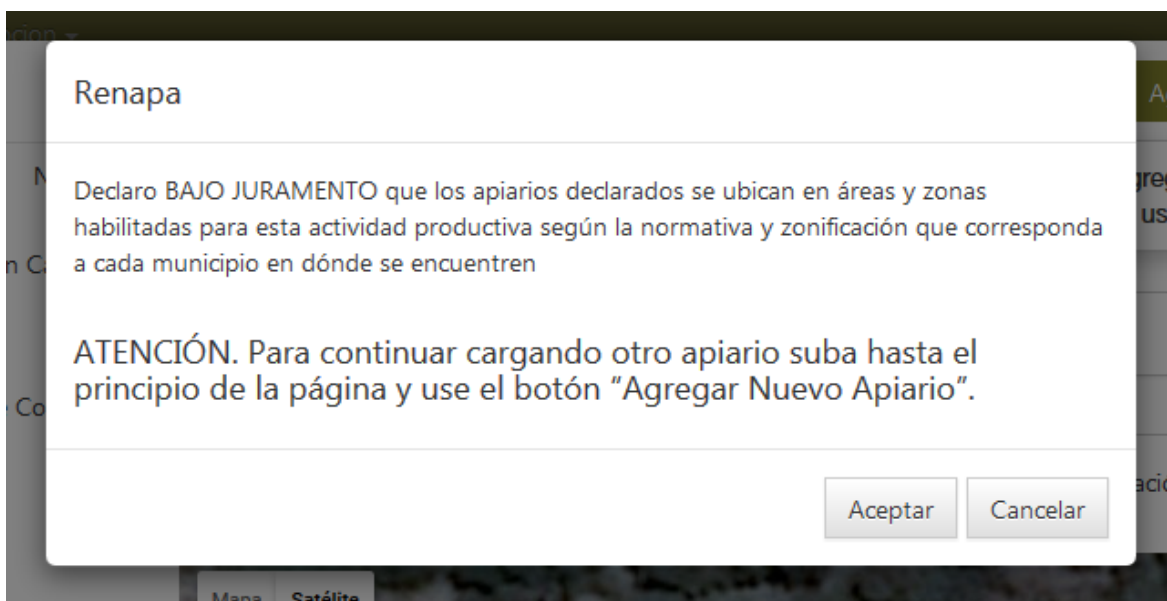 Renapa
Declaro BAJO JURAMENTO que los apiarios declarados se ubican en áreas y zonas
habilitadas para esta actividad productiva según la normativa y zonificación que corresponda
a cada municipio en dónde se encuentren
ATENCIÓN. Para continuar cargando otro apiario suba hasta el
principio de la página y use el botón “Agregar Nuevo Apiario”.
Aceptar Cancelar
Mapa Satélite